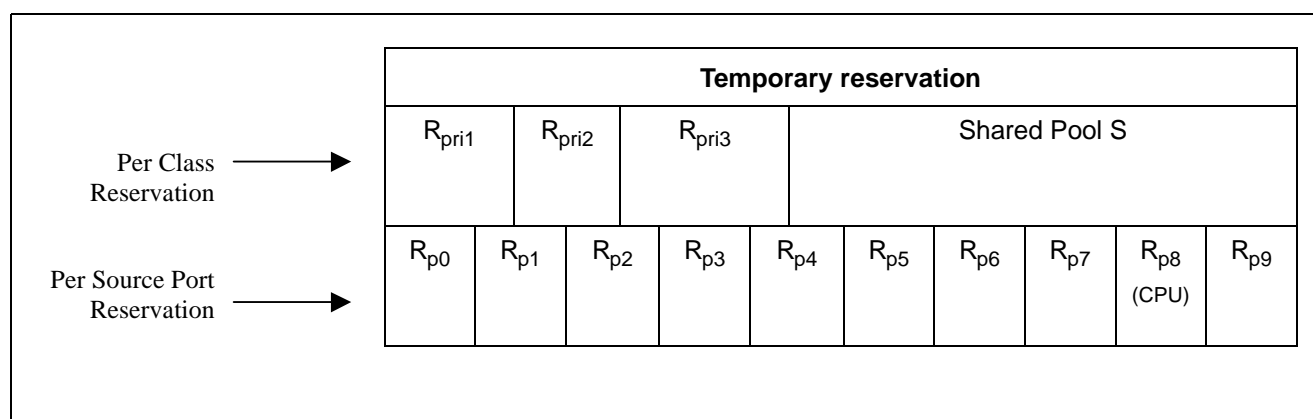 Temporary reservation
Per Class
Reservation
R_pri1 R_pri2 R_pri3 Shared Pool S
Per Source Port
Reservation
R_p0 R_p1 R_p2 R_p3 R_p4 R_p5 R_p6 R_p7 R_p8 R_p9
(CPU)